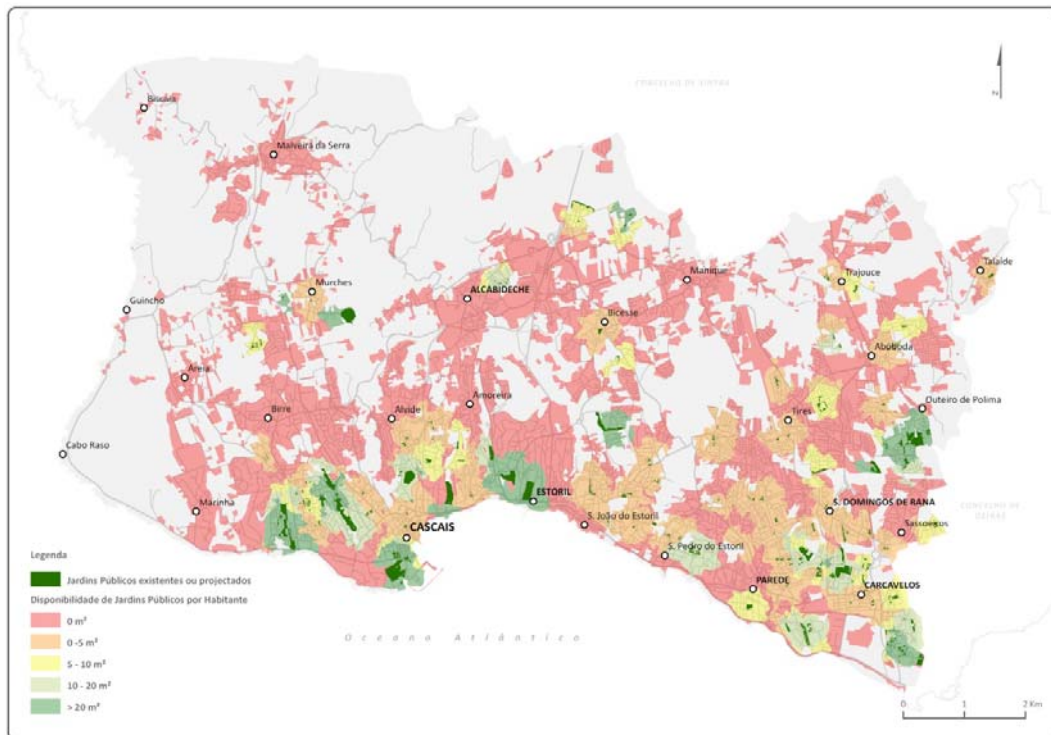 CONCELHO DE SINTRA
N
Biscaia
Malveira da Serra
Talaíde
Murches
Manique
Trajouce
ALCABIDECHE
Guincho
Bicesse
Abóboda
Areia
Amoreira
Outeiro de Polima
Birre
Alvide
Tires
Cabo Raso
ESTORIL
Marinha
S. DOMINGOS DE RANA
CONCELHO DE
OEIRAS
S. João do Estoril
CASCAIS
Sassoeiros
S. Pedro do Estoril
PAREDE
CARCAVELOS
Oceano Atlântico
Legenda
Jardins Públicos existentes ou projectados
Disponibilidade de Jardins Públicos por Habitante
0 m²
0 -5 m²
5 - 10 m²
10 - 20 m²
> 20 m²
0 1 2 Km